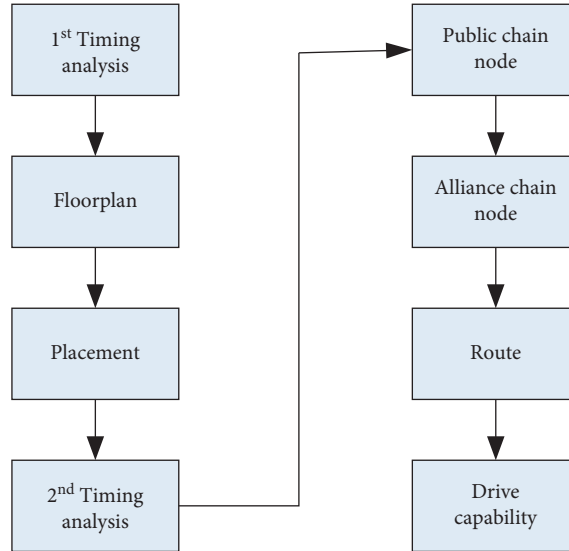 1st Timing
analysis
Floorplan
Placement
2nd Timing
analysis
Public chain
node
Alliance chain
node
Route
Drive
capability